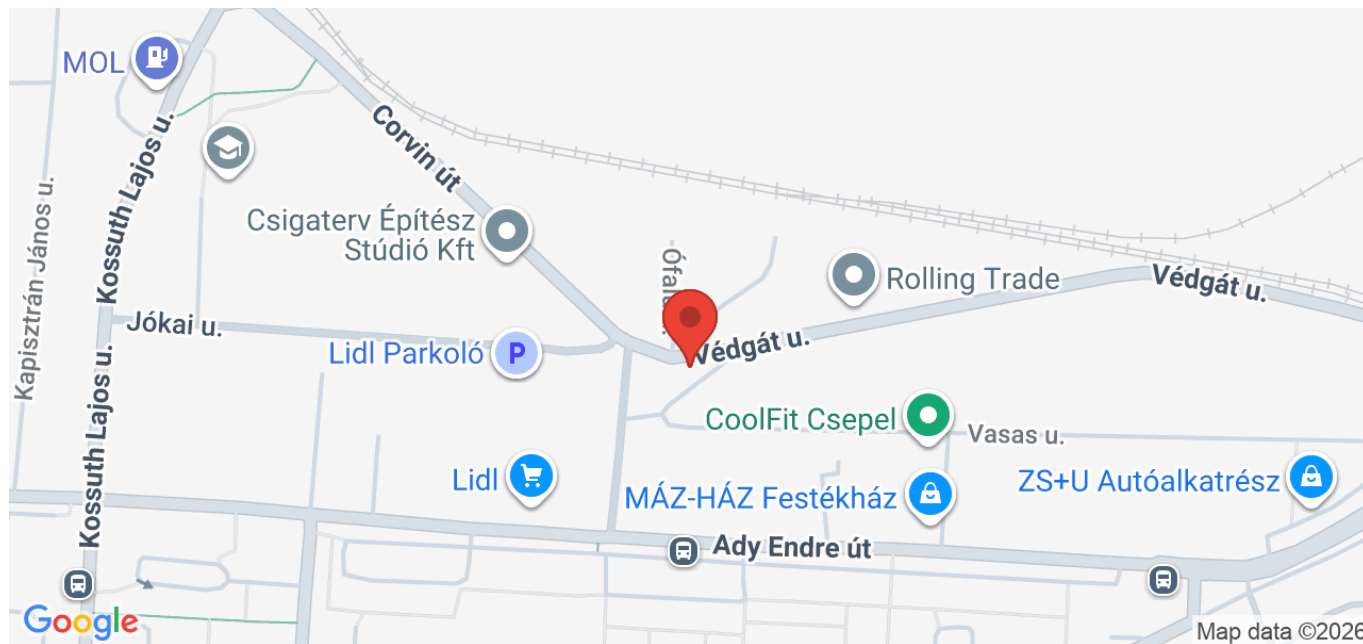 MOL
Kossuth Lajos u.
Corvin út
Kapisztrán János u.
Kossuth Lajos u.
Csigaterv Építész
Stúdió Kft
Rolling Trade
Védgát u.
Jókai u.
Lidl Parkoló
P
Védgát u.
CoolFit Csepel
Vasas u.
Lidl
MÁZ-HÁZ Festékház
ZS+U Autóalkatrész
Ady Endre út
Google
Map data ©2026